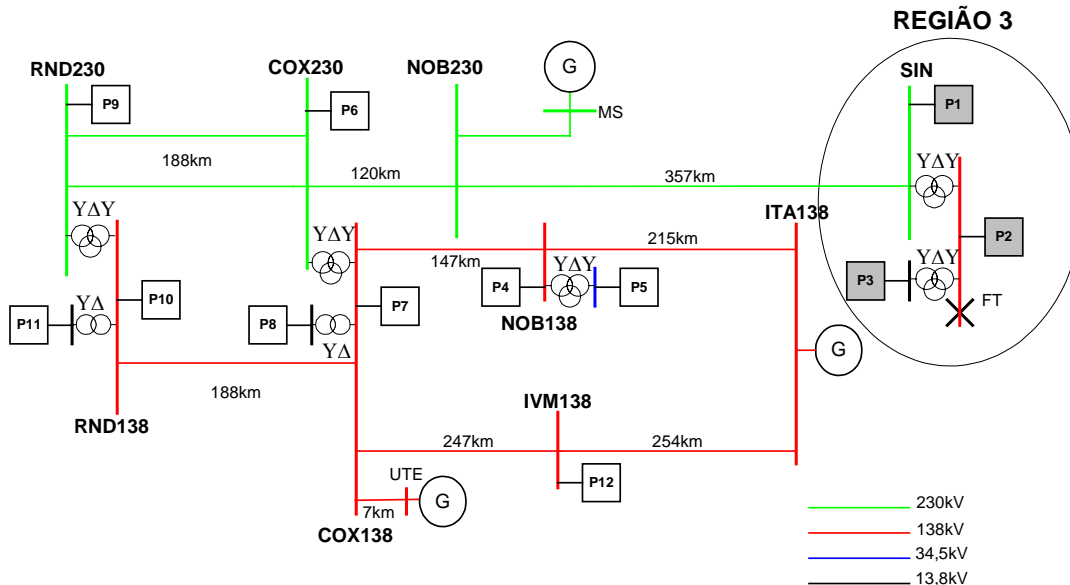 REGIÃO 3
RND230
COX230
NOB230
G
SIN
P9
P6
MS
P1
188km
120km
357km
YΔY
YΔY
YΔY
ITA138
215km
147km
YΔY
YΔY
P2
P3
P10
P7
P4
P5
FT
P11
YΔ
P8
NOB138
YΔ
G
188km
RND138
IVM138
247km
254km
UTE
G
P12
7km
COX138
230kV
138kV
34,5kV
13,8kV